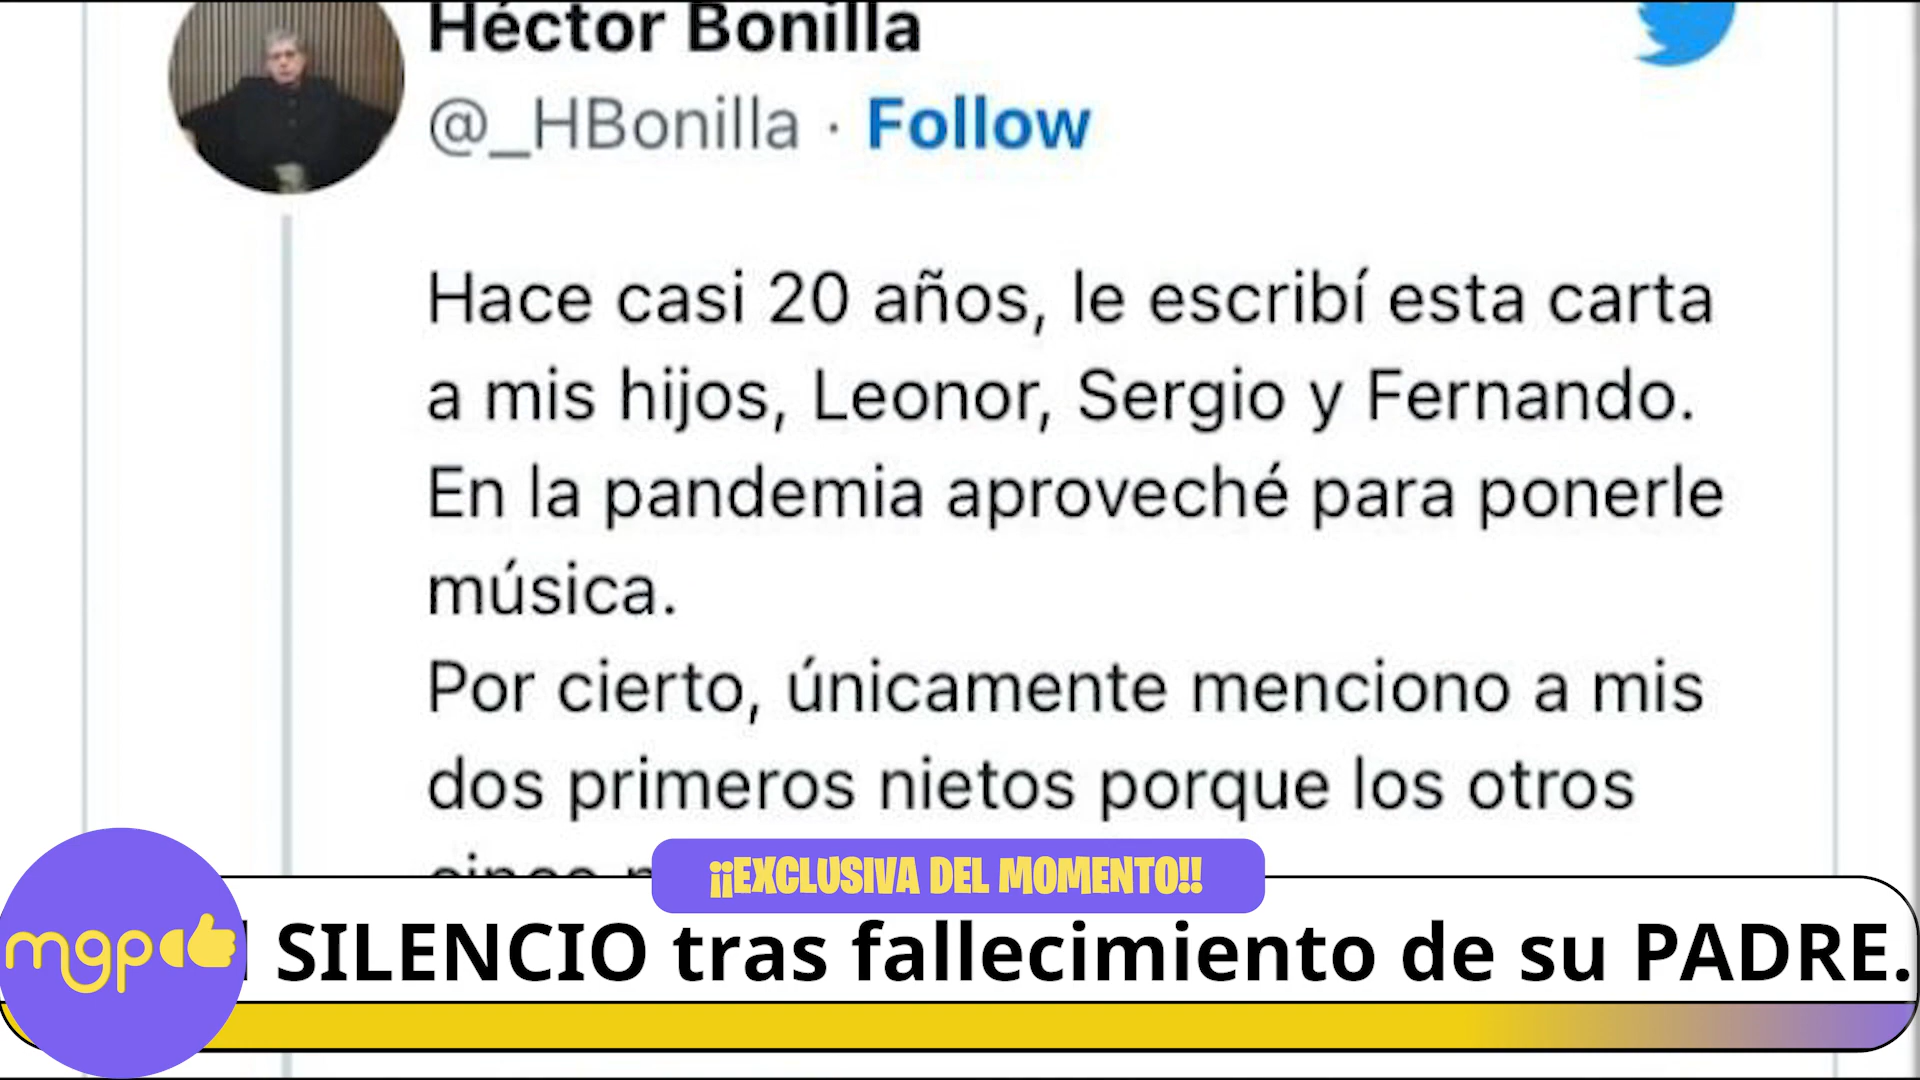 Héctor Bonilla
@_HBonilla · Follow
Hace casi 20 años, le escribí esta carta
a mis hijos, Leonor, Sergio y Fernando.
En la pandemia aproveché para ponerle
música.
Por cierto, únicamente menciono a mis
dos primeros nietos porque los otros
cinco
¡¡EXCLUSIVA DEL MOMENTO!!
mgp
SILENCIO tras fallecimiento de su PADRE.